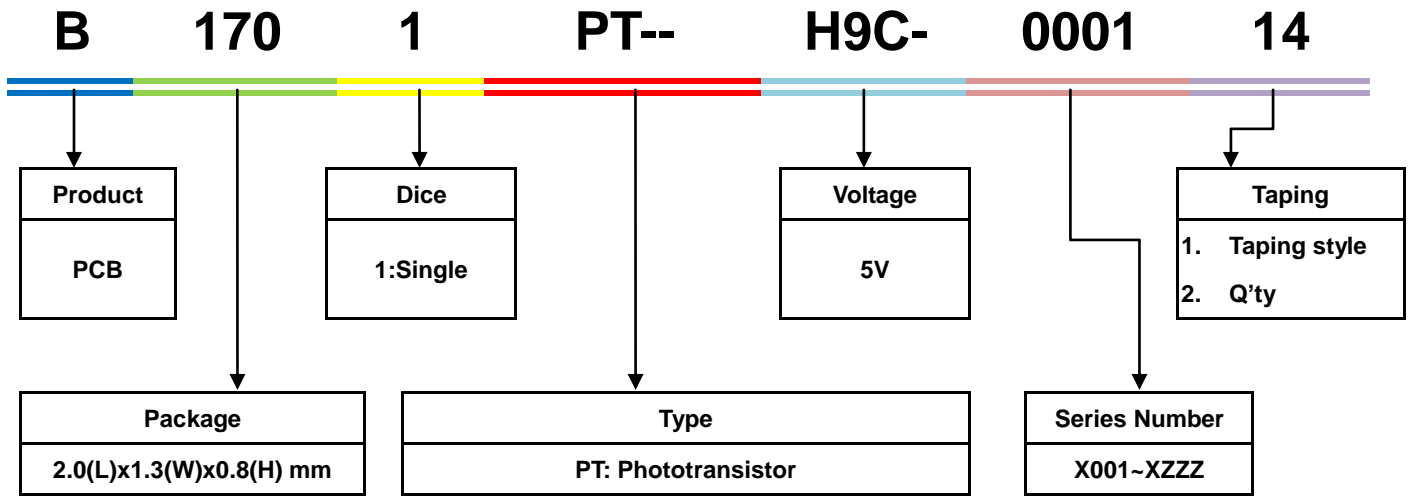 B 170 1 PT-- H9C- 0001 14
Product
PCB
Dice
1:Single
Voltage
5V
Taping
1. Taping style
2. Q’ty
Package
2.0(L)x1.3(W)x0.8(H) mm
Type
PT: Phototransistor
Series Number
X001~XZZZ